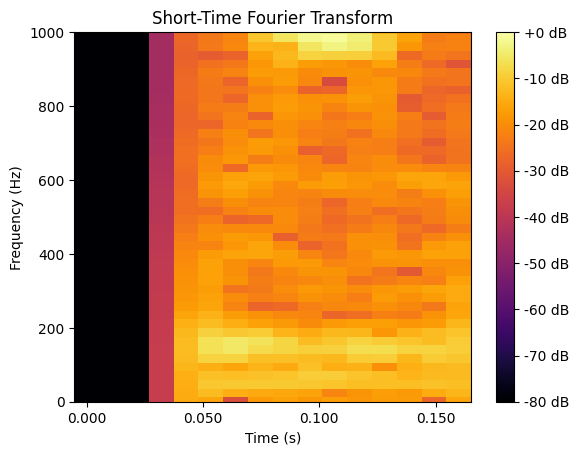 Short-Time Fourier Transform
1000
800
600
400
200
0
Frequency (Hz)
0.000
0.050
0.100
0.150
Time (s)
+0 dB
-10 dB
-20 dB
-30 dB
-40 dB
-50 dB
-60 dB
-70 dB
-80 dB